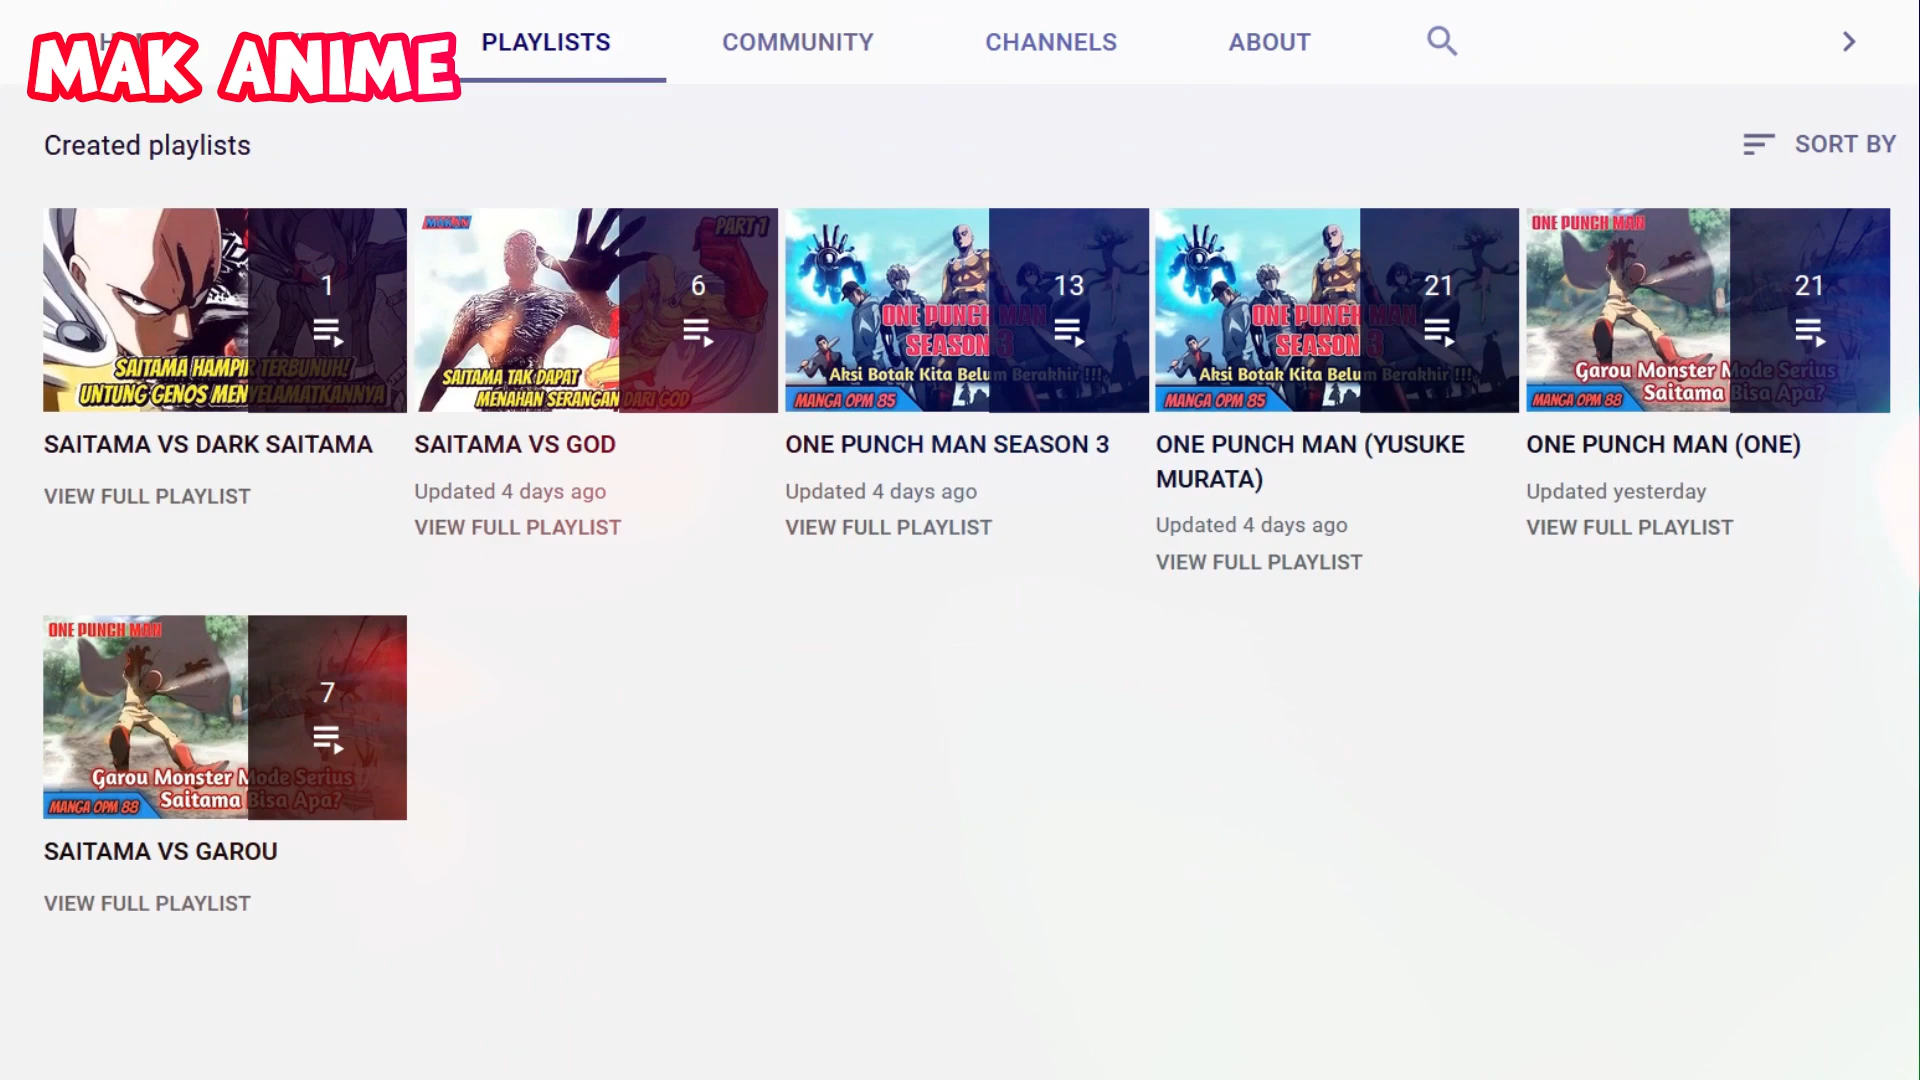 MAK ANIME
PLAYLISTS
COMMUNITY
CHANNELS
ABOUT
Created playlists
SORT BY
1
SAITAMA HAMPIR TERBUNUH!
UNTUNG GENOS MENYELAMATKANNYA
SAITAMA VS DARK SAITAMA
VIEW FULL PLAYLIST
PART 1
6
SAITAMA TAK DAPAT
MENAHAN SERANGAN DARI GOD
SAITAMA VS GOD
Updated 4 days ago
VIEW FULL PLAYLIST
13
ONE PUNCH MAN
SEASON 3
Aksi Botak Kita Belum Berakhir !!!
MANGA OPM 85
ONE PUNCH MAN SEASON 3
Updated 4 days ago
VIEW FULL PLAYLIST
21
ONE PUNCH MAN
SEASON 3
Aksi Botak Kita Belum Berakhir !!!
MANGA OPM 85
ONE PUNCH MAN (YUSUKE
MURATA)
Updated 4 days ago
VIEW FULL PLAYLIST
ONE PUNCH MAN
21
Garou Monster Mode Serius
Saitama Bisa Apa?
MANGA OPM 88
ONE PUNCH MAN (ONE)
Updated yesterday
VIEW FULL PLAYLIST
ONE PUNCH MAN
7
Garou Monster Mode Serius
Saitama Bisa Apa?
MANGA OPM 88
SAITAMA VS GAROU
VIEW FULL PLAYLIST